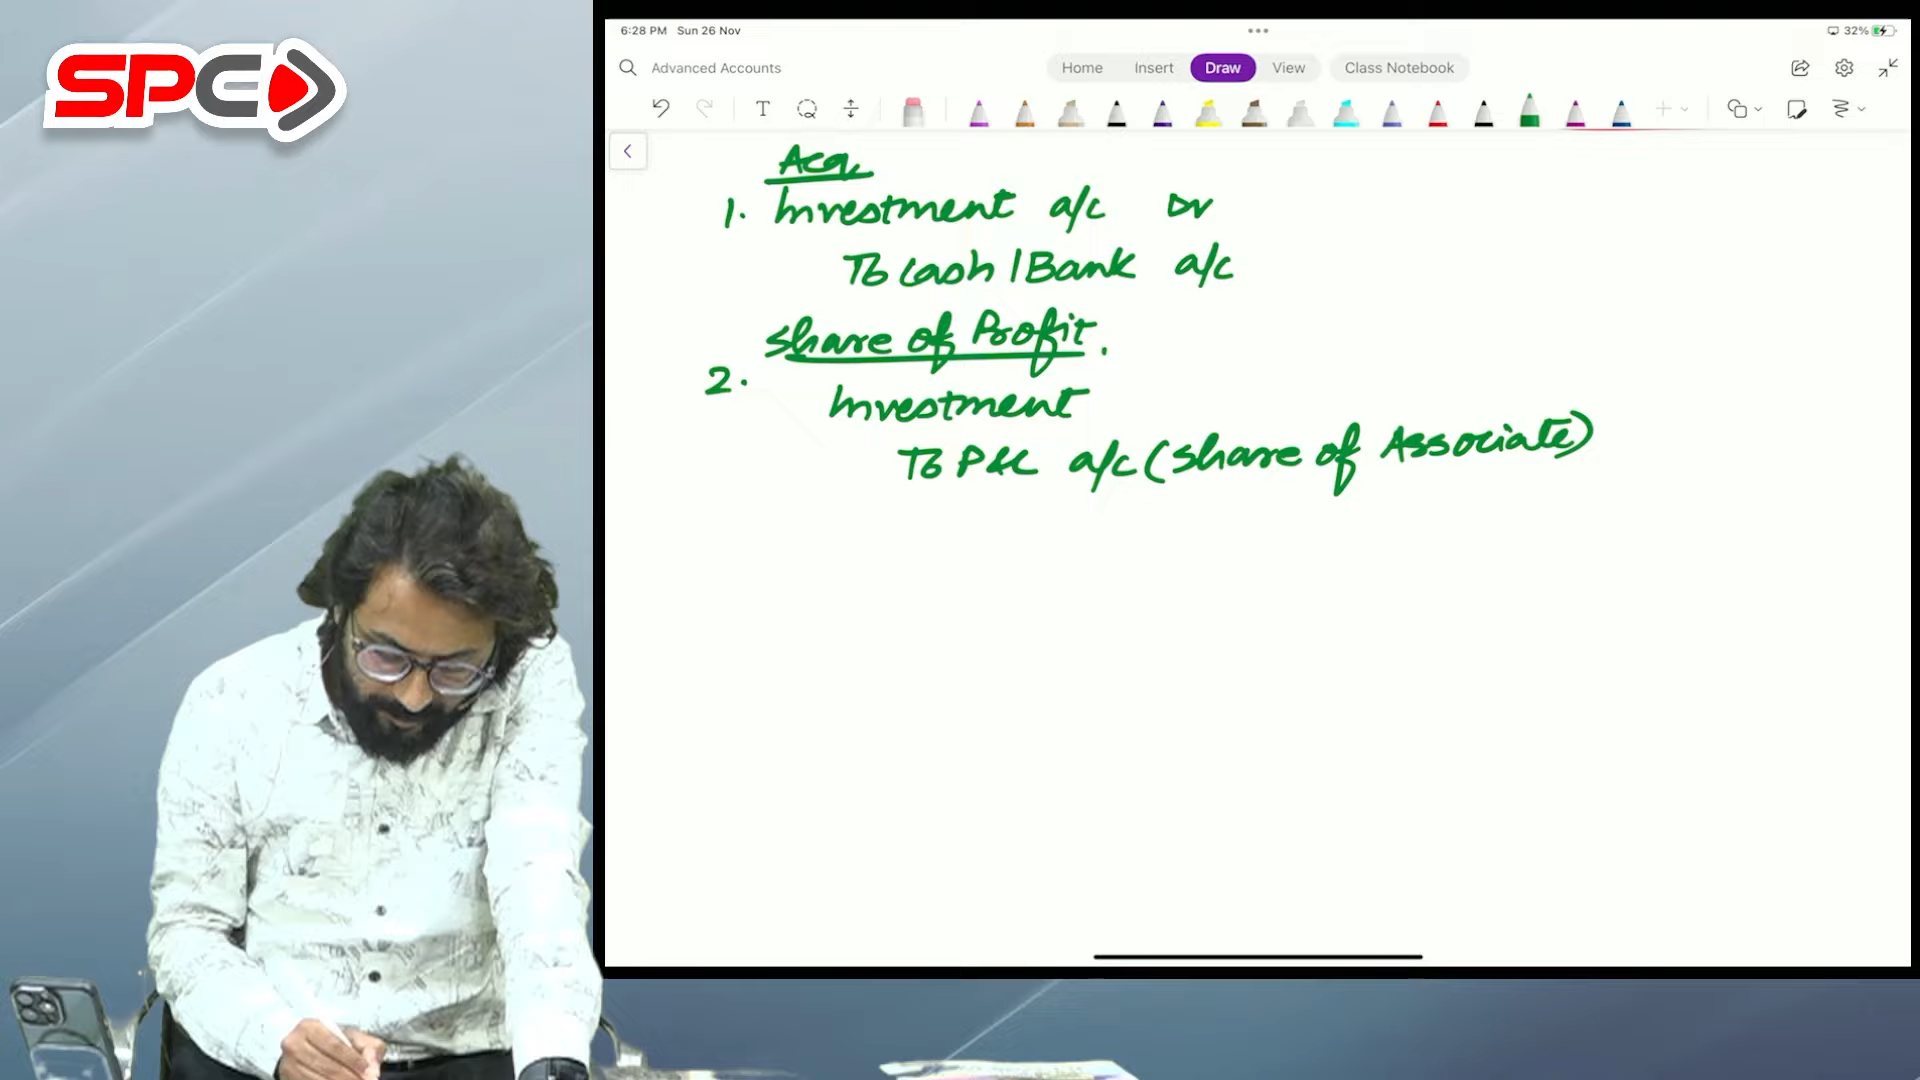 SPC
6:28 PM Sun 26 Nov
32%
Advanced Accounts
Home Insert Draw View Class Notebook
T
Acq.
1. Investment a/c Dr
To Cash / Bank a/c
Share of Profit.
2.
Investment
To P&L a/c (Share of Associate)